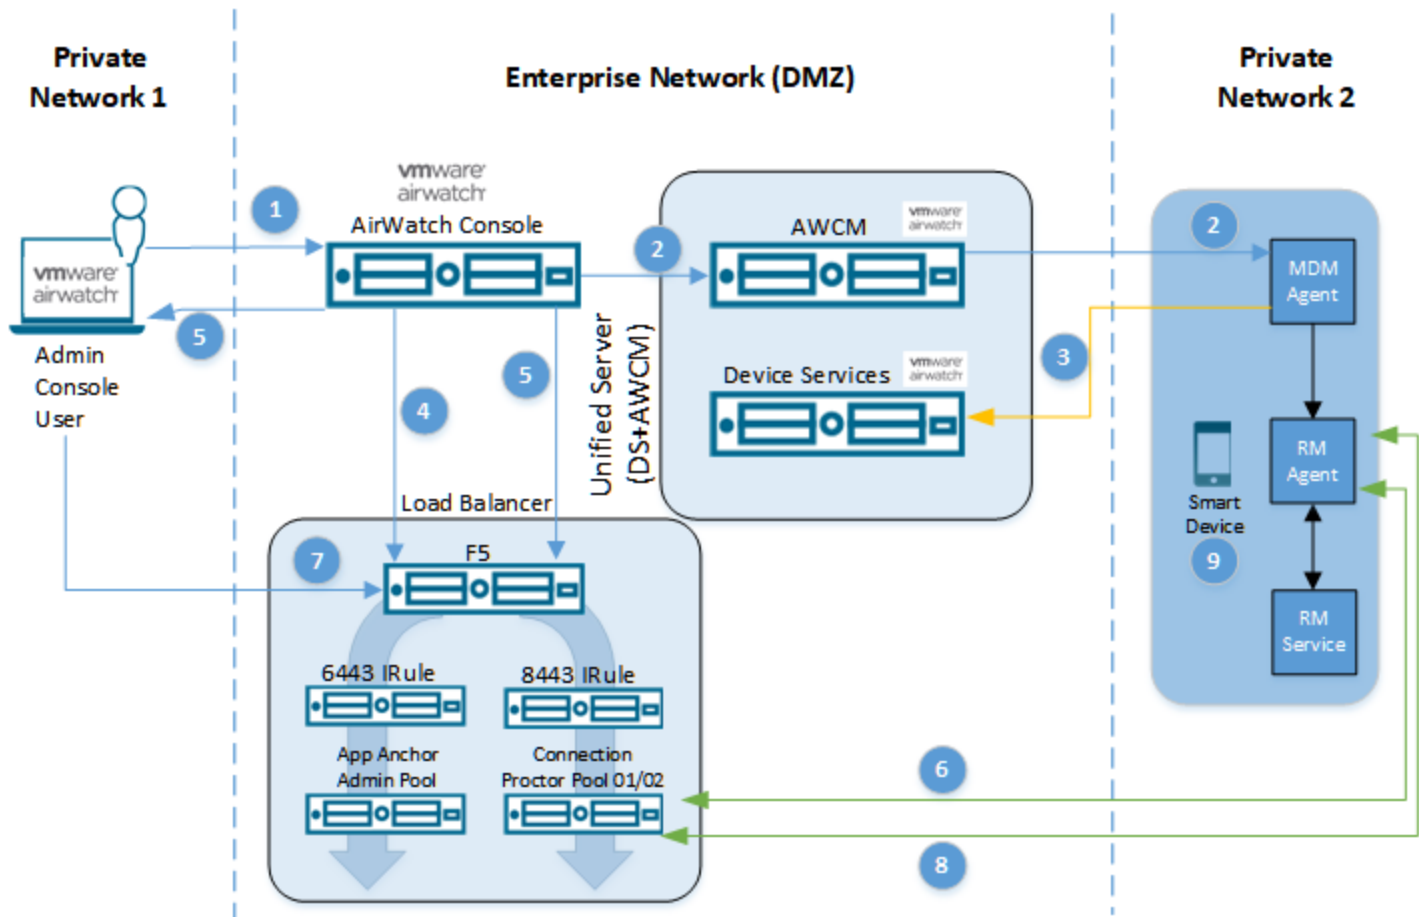 Private
Network 1
Enterprise Network (DMZ)
Private
Network 2
vmware
airwatch
AirWatch Console
1
vmware
airwatch
5
Admin
Console
User
2
AWCM
vmware
airwatch
Device Services
vmware
airwatch
Unified Server
(DS+AWCM)
2
MDM
Agent
3
RM
Agent
Smart
Device
9
RM
Service
4
5
Load Balancer
7
F5
6443 IRule
8443 IRule
App Anchor
Admin Pool
Connection
Proctor Pool 01/02
6
8